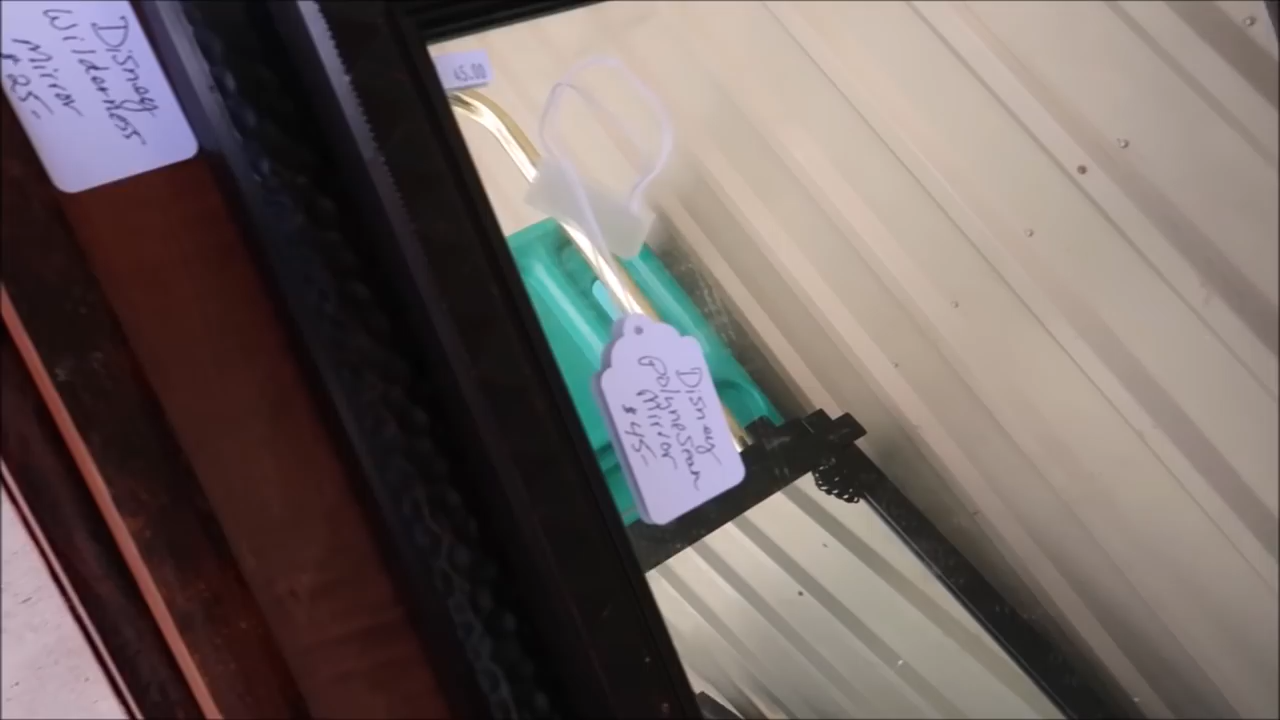 Disney
Wilderness
Mirror
$25-
45.00
Disney
Polynesian
Mirror
$45-